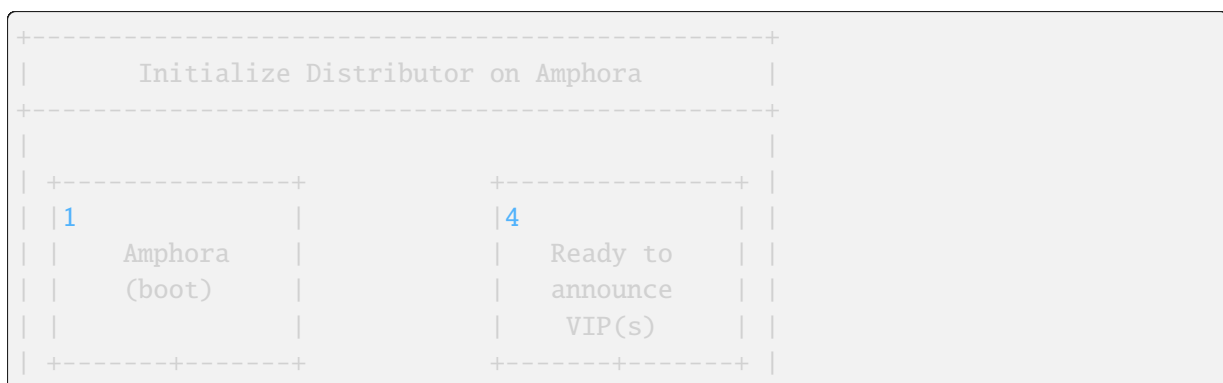 +------------------------------------------------+
|       Initialize Distributor on Amphora        |
+------------------------------------------------+
|                                                |
| +---------------+            +---------------+ |
| |1              |            |4              | |
| |    Amphora    |            |   Ready to    | |
| |    (boot)     |            |   announce    | |
| |               |            |    VIP(s)     | |
| +-------+-------+            +-------+-------+ |